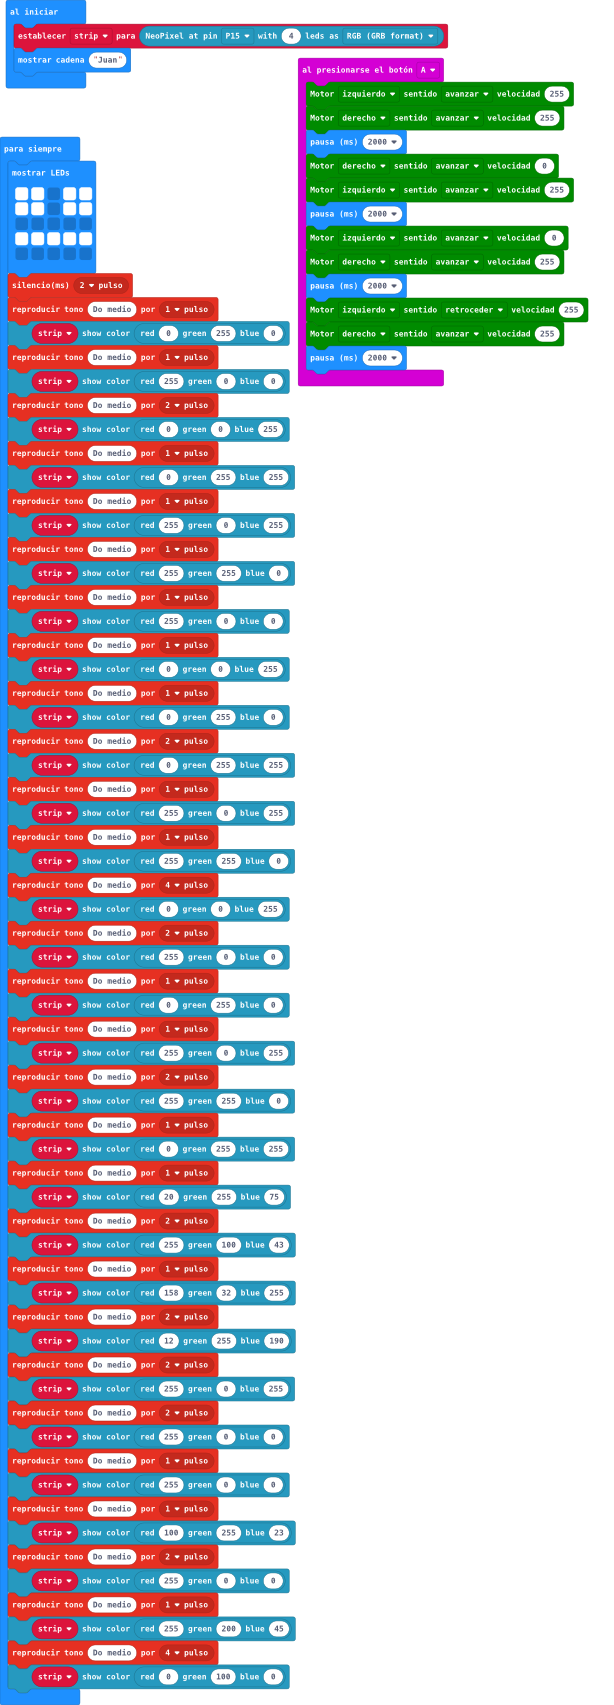 al iniciar
establecer strip para NeoPixel at pin P15 with 4 leds as RGB (GRB format)
mostrar cadena "Juan"
al presionarse el botón A
Motor izquierdo sentido avanzar velocidad 255
Motor derecho sentido avanzar velocidad 255
pausa (ms) 2000
Motor derecho sentido avanzar velocidad 0
Motor izquierdo sentido avanzar velocidad 255
pausa (ms) 2000
Motor izquierdo sentido avanzar velocidad 0
Motor derecho sentido avanzar velocidad 255
pausa (ms) 2000
Motor izquierdo sentido retroceder velocidad 255
Motor derecho sentido avanzar velocidad 255
pausa (ms) 2000
para siempre
mostrar LEDs
silencio(ms) 2 pulso
reproducir tono Do medio por 1 pulso
strip show color red 0 green 255 blue 0
reproducir tono Do medio por 1 pulso
strip show color red 255 green 0 blue 0
reproducir tono Do medio por 2 pulso
strip show color red 0 green 0 blue 255
reproducir tono Do medio por 1 pulso
strip show color red 0 green 255 blue 255
reproducir tono Do medio por 1 pulso
strip show color red 255 green 0 blue 255
reproducir tono Do medio por 1 pulso
strip show color red 255 green 255 blue 0
reproducir tono Do medio por 1 pulso
strip show color red 255 green 0 blue 0
reproducir tono Do medio por 1 pulso
strip show color red 0 green 0 blue 255
reproducir tono Do medio por 1 pulso
strip show color red 0 green 255 blue 0
reproducir tono Do medio por 2 pulso
strip show color red 0 green 255 blue 255
reproducir tono Do medio por 1 pulso
strip show color red 255 green 0 blue 255
reproducir tono Do medio por 1 pulso
strip show color red 255 green 255 blue 0
reproducir tono Do medio por 4 pulso
strip show color red 0 green 0 blue 255
reproducir tono Do medio por 2 pulso
strip show color red 255 green 0 blue 0
reproducir tono Do medio por 1 pulso
strip show color red 0 green 255 blue 0
reproducir tono Do medio por 1 pulso
strip show color red 255 green 0 blue 255
reproducir tono Do medio por 2 pulso
strip show color red 255 green 255 blue 0
reproducir tono Do medio por 1 pulso
strip show color red 0 green 255 blue 255
reproducir tono Do medio por 1 pulso
strip show color red 20 green 255 blue 75
reproducir tono Do medio por 2 pulso
strip show color red 255 green 100 blue 43
reproducir tono Do medio por 1 pulso
strip show color red 158 green 32 blue 255
reproducir tono Do medio por 2 pulso
strip show color red 12 green 255 blue 190
reproducir tono Do medio por 2 pulso
strip show color red 255 green 0 blue 255
reproducir tono Do medio por 2 pulso
strip show color red 255 green 0 blue 0
reproducir tono Do medio por 1 pulso
strip show color red 255 green 0 blue 0
reproducir tono Do medio por 1 pulso
strip show color red 100 green 255 blue 23
reproducir tono Do medio por 2 pulso
strip show color red 255 green 0 blue 0
reproducir tono Do medio por 1 pulso
strip show color red 255 green 200 blue 45
reproducir tono Do medio por 4 pulso
strip show color red 0 green 100 blue 0